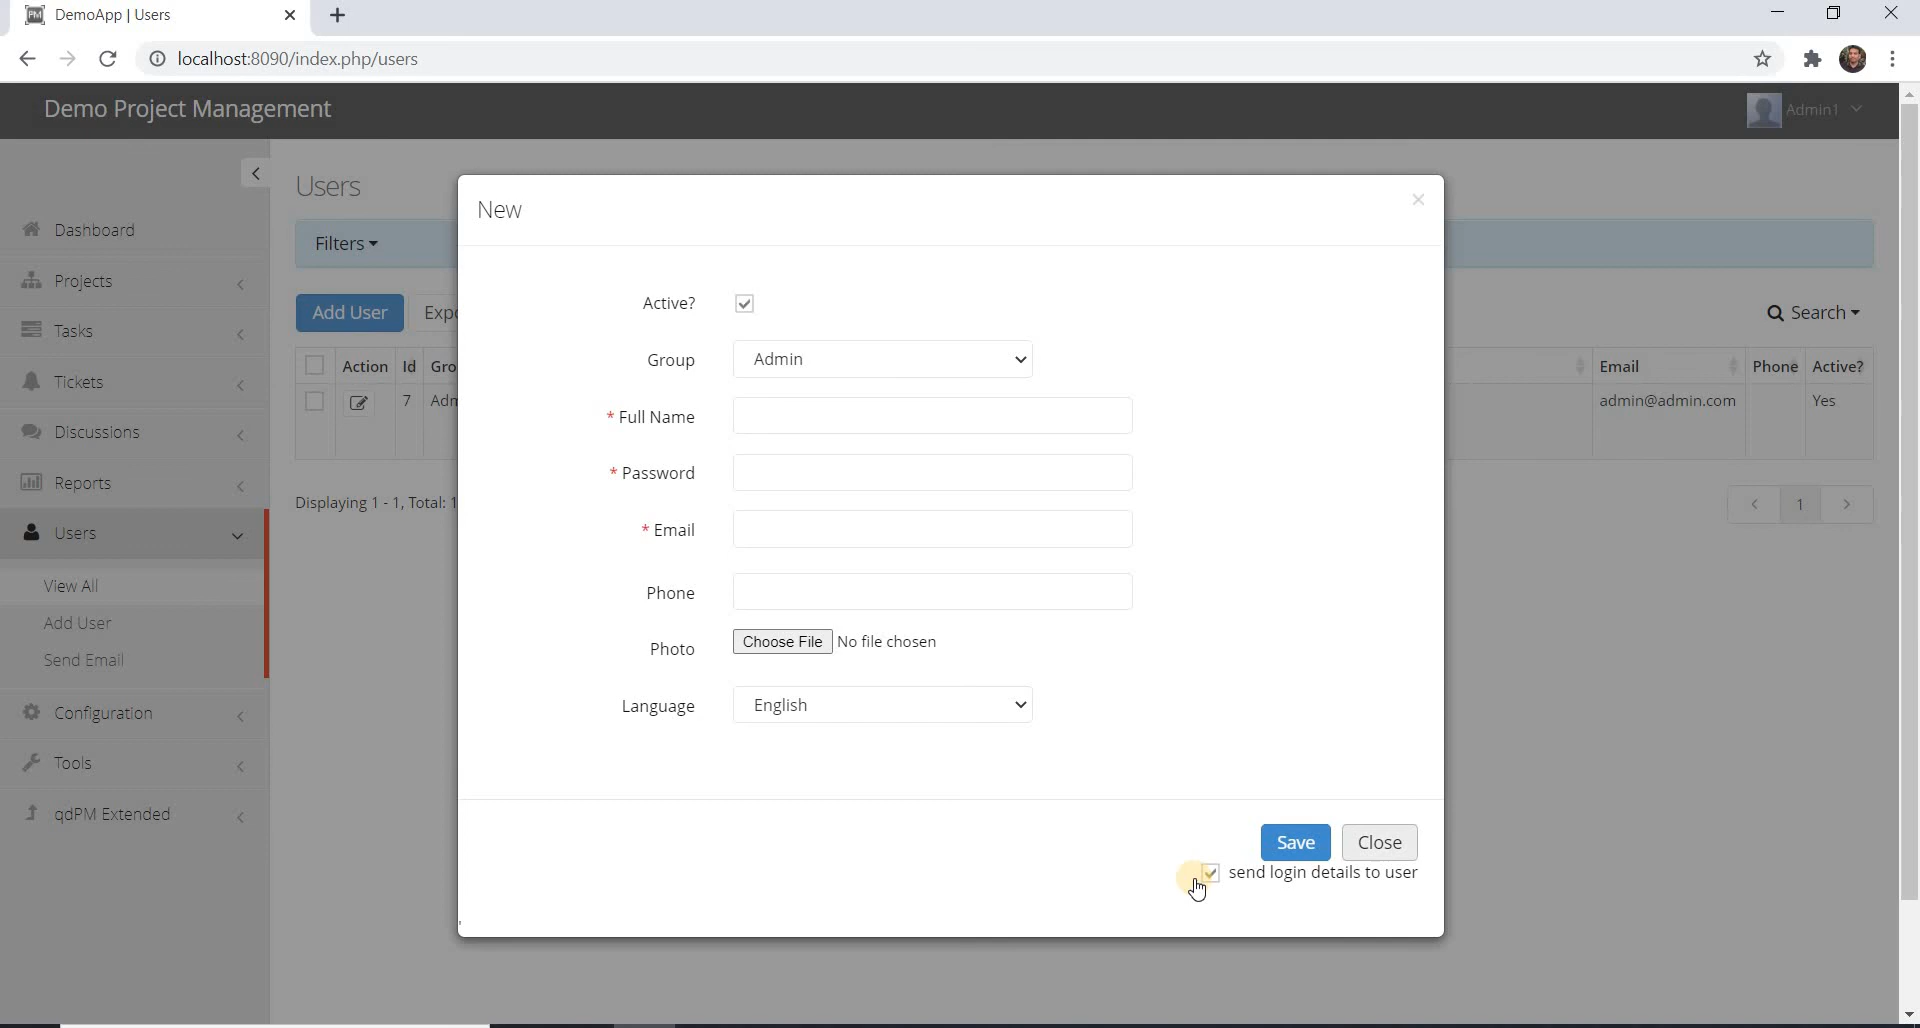 DemoApp | Users
localhost:8090/index.php/users
Demo Project Management
Admin1
Users
New
Dashboard
Filters
Projects
Active?
Add User
Search
Tasks
Group
Admin
Action Id
Email
Phone
Active?
Tickets
7
admin@admin.com
Yes
* Full Name
Discussions
* Password
Reports
Displaying 1 - 1, Total: 1
1
* Email
Users
View All
Phone
Add User
Photo
Choose File No file chosen
Send Email
Language
English
Configuration
Tools
qdPM Extended
Save
Close
send login details to user